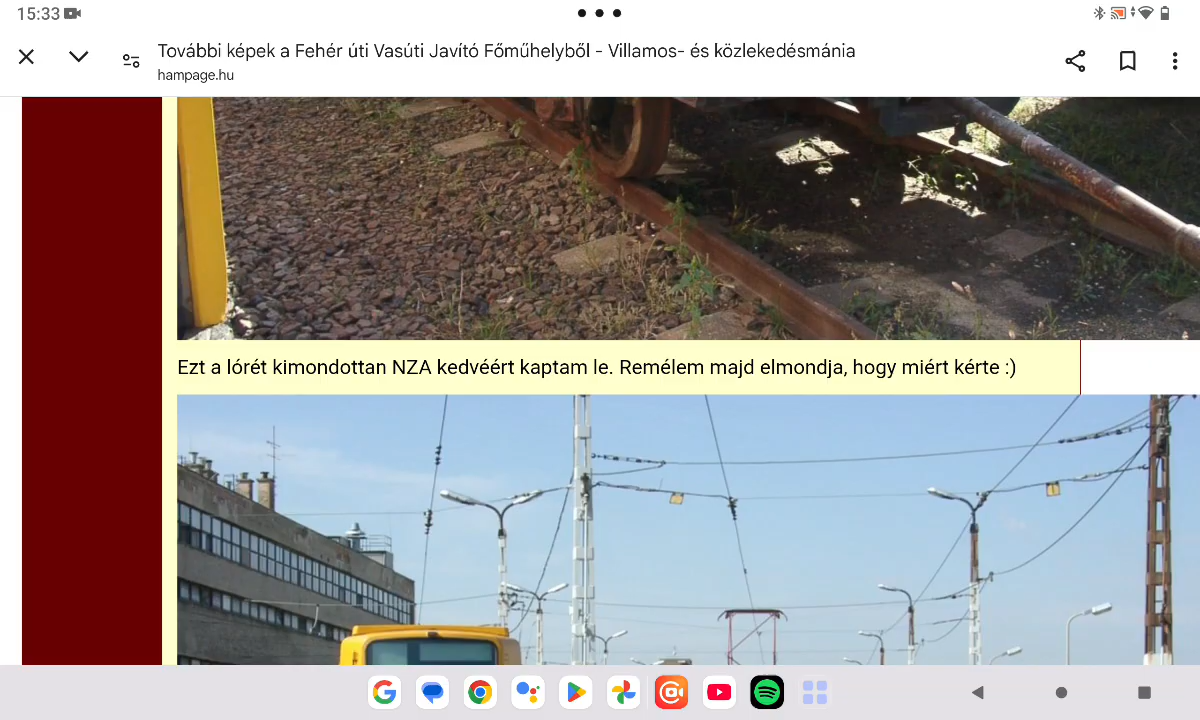 15:33
További képek a Fehér úti Vasúti Javító Főműhelyből - Villamos- és közlekedésmánia
hampage.hu
Ezt a lórét kimondottan NZA kedvéért kaptam le. Remélem majd elmondja, hogy miért kérte :)